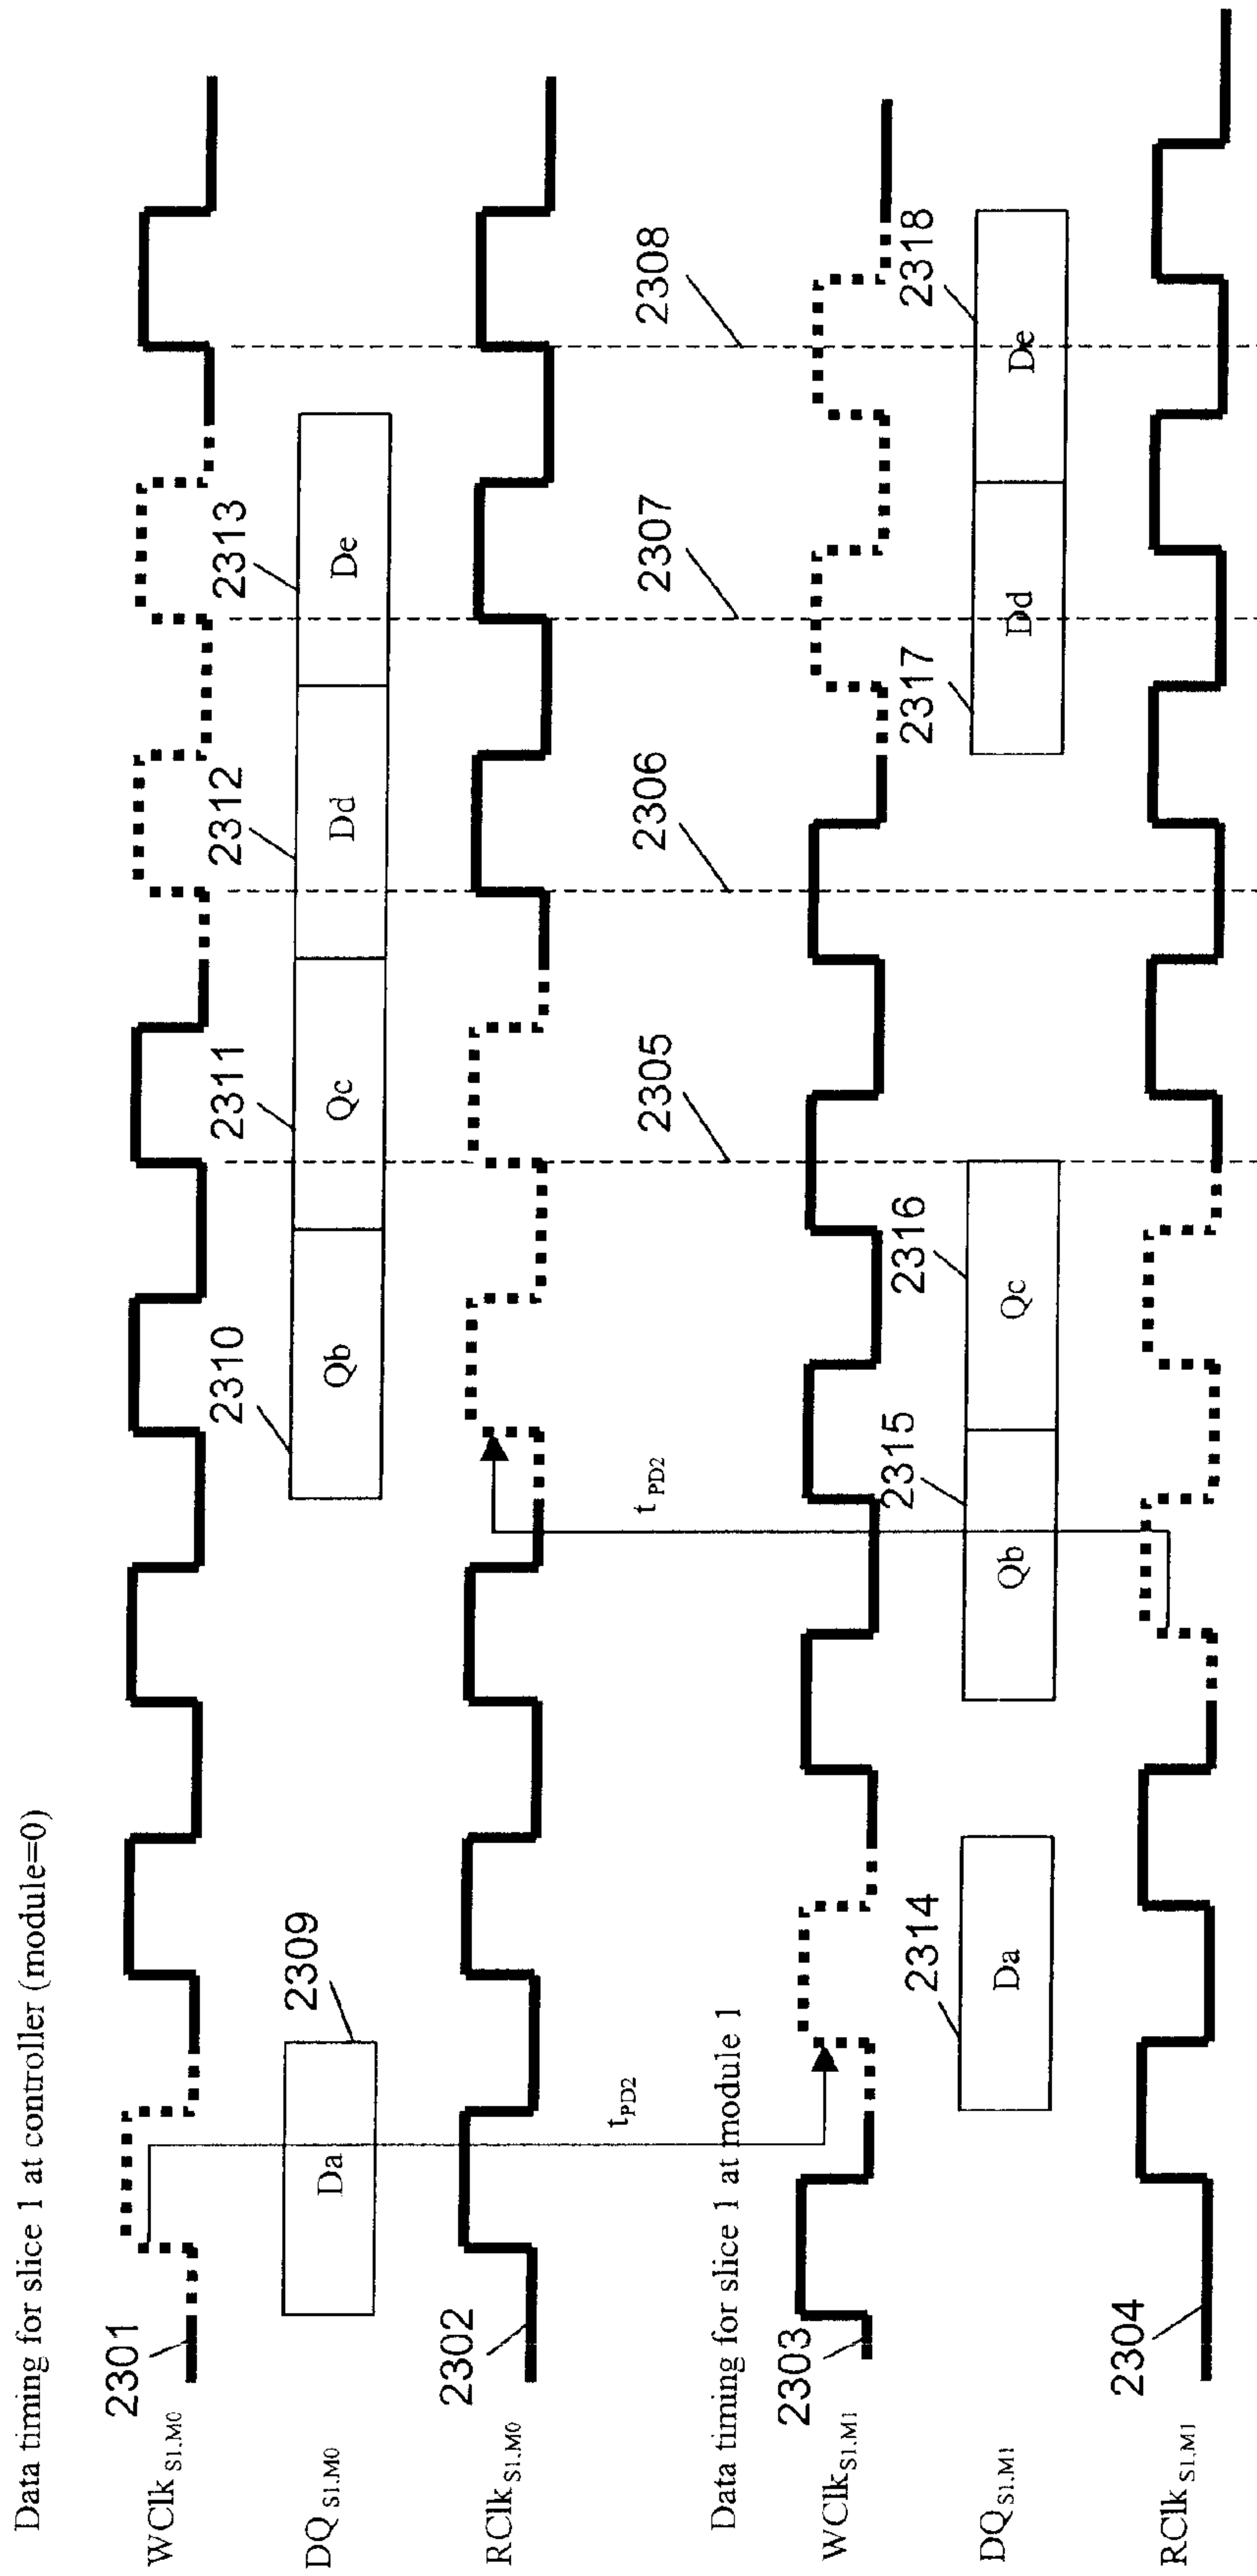 Data timing for slice 1 at controller (module=0)
WClk S1,M0
2301
DQ S1,M0
Da
2309
Qb
2310
Qc
2311
Dd
2312
De
2313
RClk S1,M0
2302
tPD2
tPD2
2305
2306
2307
2308
Data timing for slice 1 at module 1
WClk S1,M1
2303
DQ S1,M1
Da
2314
Qb
2315
Qc
2316
Dd
2317
De
2318
RClk S1,M1
2304